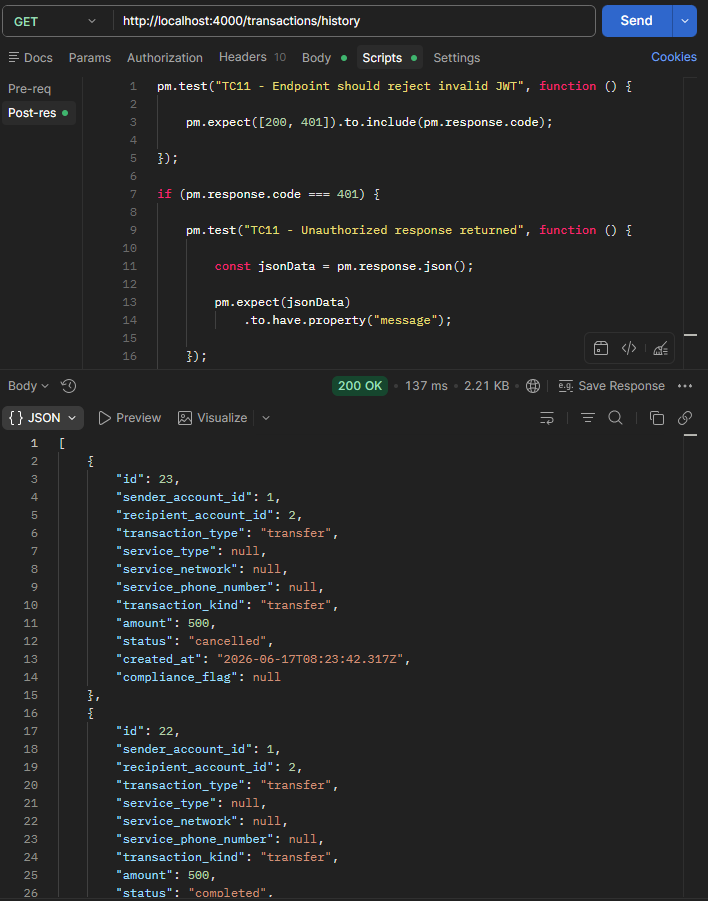 GET http://localhost:4000/transactions/history Send
Docs Params Authorization Headers 10 Body Scripts Settings Cookies
Pre-req
Post-res
1 pm.test("TC11 - Endpoint should reject invalid JWT", function () {
2
3 pm.expect([200, 401]).to.include(pm.response.code);
4
5 });
6
7 if (pm.response.code === 401) {
8
9 pm.test("TC11 - Unauthorized response returned", function () {
10
11 const jsonData = pm.response.json();
12
13 pm.expect(jsonData)
14 .to.have.property("message");
15
16 });
Body 200 OK • 137 ms • 2.21 KB • e.g. Save Response
{} JSON Preview Visualize
1 [
2 {
3 "id": 23,
4 "sender_account_id": 1,
5 "recipient_account_id": 2,
6 "transaction_type": "transfer",
7 "service_type": null,
8 "service_network": null,
9 "service_phone_number": null,
10 "transaction_kind": "transfer",
11 "amount": 500,
12 "status": "cancelled",
13 "created_at": "2026-06-17T08:23:42.317Z",
14 "compliance_flag": null
15 },
16 {
17 "id": 22,
18 "sender_account_id": 1,
19 "recipient_account_id": 2,
20 "transaction_type": "transfer",
21 "service_type": null,
22 "service_network": null,
23 "service_phone_number": null,
24 "transaction_kind": "transfer",
25 "amount": 500,
26 "status": "completed",